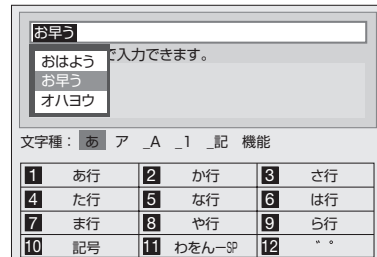 お早う
で入力できます。
おはよう
お早う
オハヨウ
文字種： あ ア _A _1 _記 機能
1 あ行 2 か行 3 さ行
4 た行 5 な行 6 は行
7 ま行 8 や行 9 ら行
10 記号 11 わをんーSP 12 ゛゜